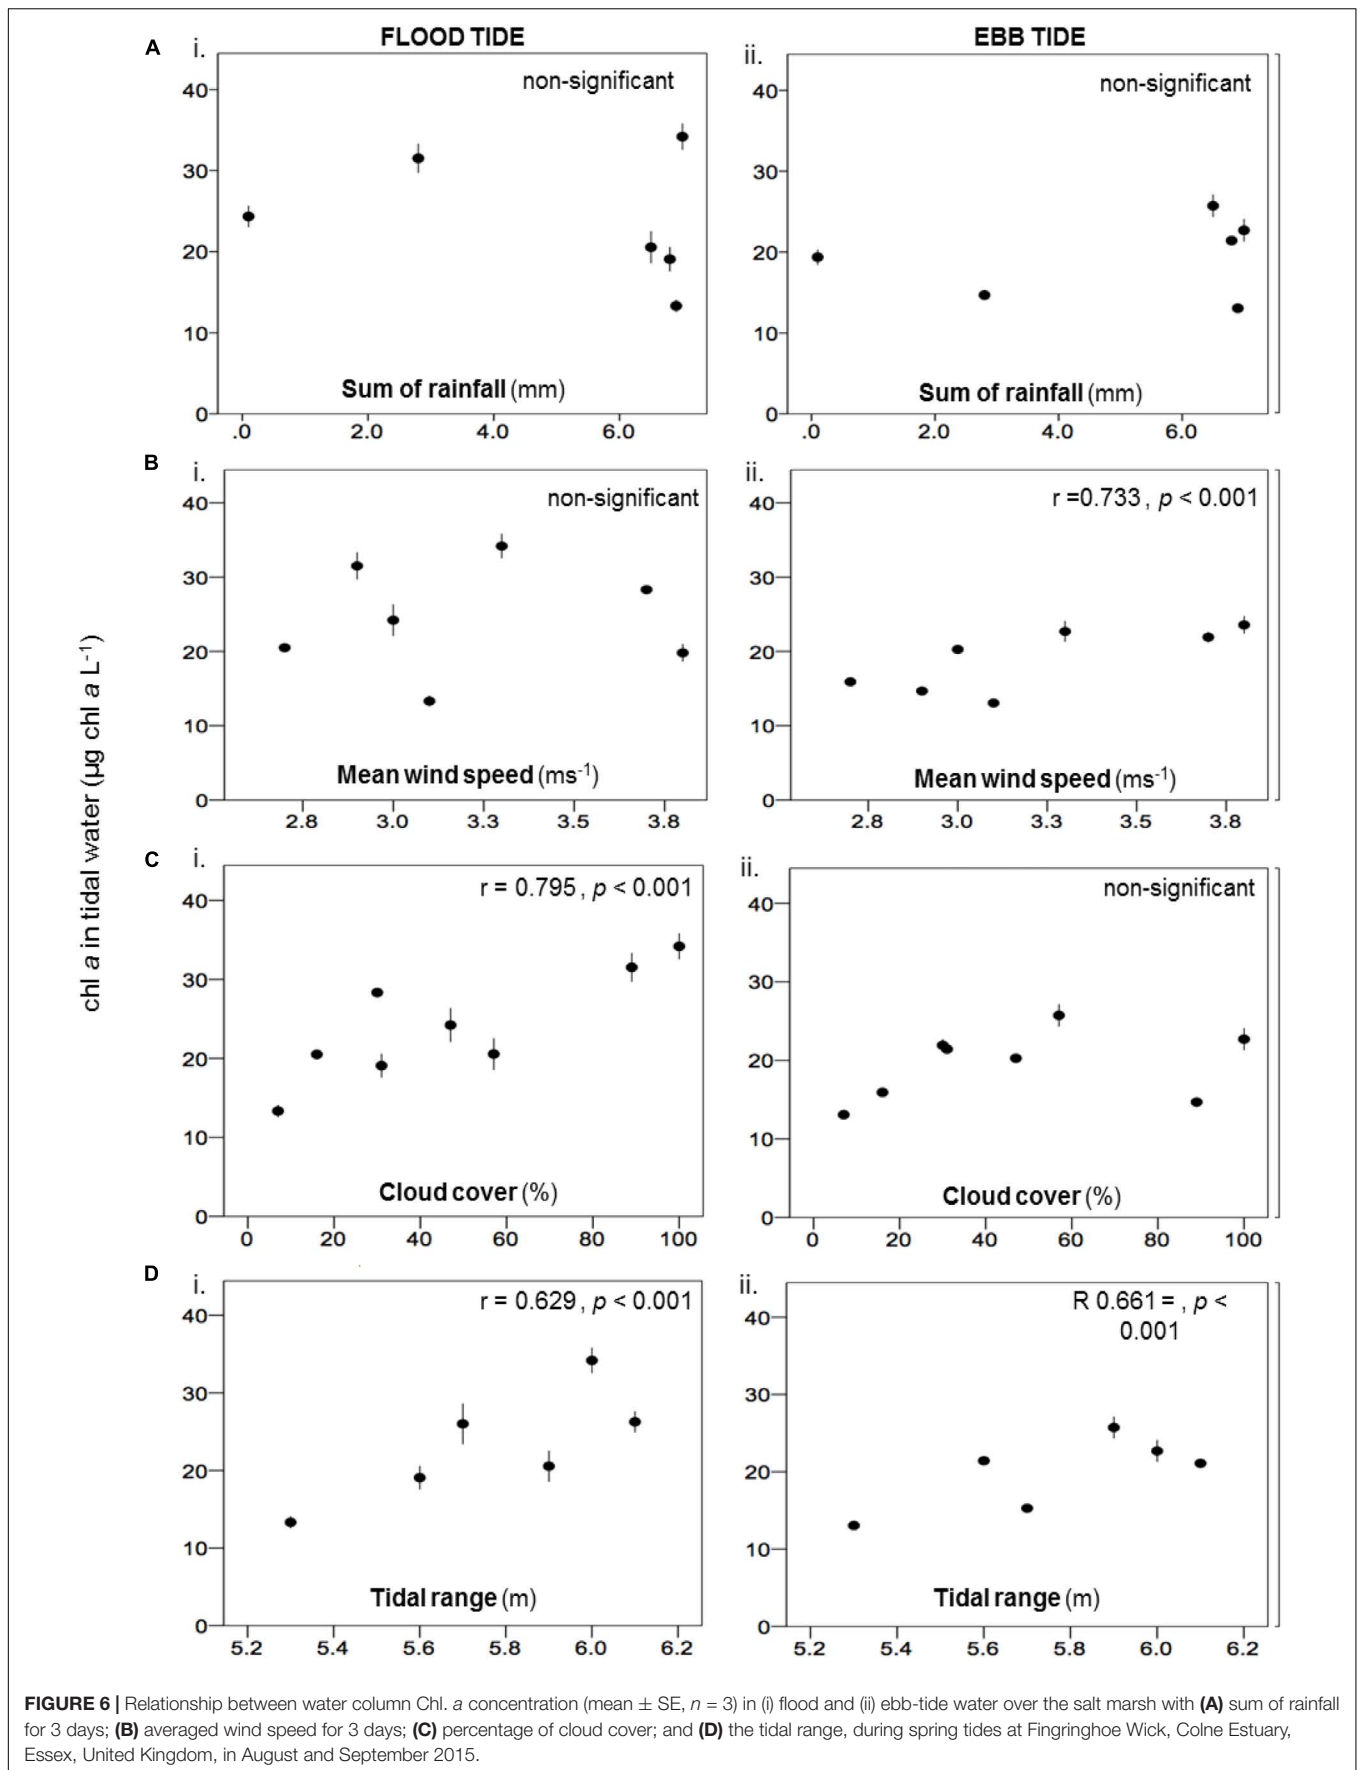 FLOOD TIDE
EBB TIDE
A
i.
ii.
non-significant
non-significant
40
30
20
10
0
40
30
20
10
0
Sum of rainfall (mm)
Sum of rainfall (mm)
.0 2.0 4.0 6.0
.0 2.0 4.0 6.0
B
i.
ii.
non-significant
r =0.733 , p < 0.001
40
30
20
10
0
40
30
20
10
0
Mean wind speed (ms-1)
Mean wind speed (ms-1)
2.8 3.0 3.3 3.5 3.8
2.8 3.0 3.3 3.5 3.8
chl a in tidal water (µg chl a L-1)
C
i.
ii.
r = 0.795 , p < 0.001
non-significant
40
30
20
10
0
40
30
20
10
0
Cloud cover (%)
Cloud cover (%)
0 20 40 60 80 100
0 20 40 60 80 100
D
i.
ii.
r = 0.629 , p < 0.001
R 0.661 = , p <
0.001
40
30
20
10
0
40
30
20
10
0
Tidal range (m)
Tidal range (m)
5.2 5.4 5.6 5.8 6.0 6.2
5.2 5.4 5.6 5.8 6.0 6.2
FIGURE 6 | Relationship between water column Chl. a concentration (mean ± SE, n = 3) in (i) flood and (ii) ebb-tide water over the salt marsh with (A) sum of rainfall
for 3 days; (B) averaged wind speed for 3 days; (C) percentage of cloud cover; and (D) the tidal range, during spring tides at Fingringhoe Wick, Colne Estuary,
Essex, United Kingdom, in August and September 2015.